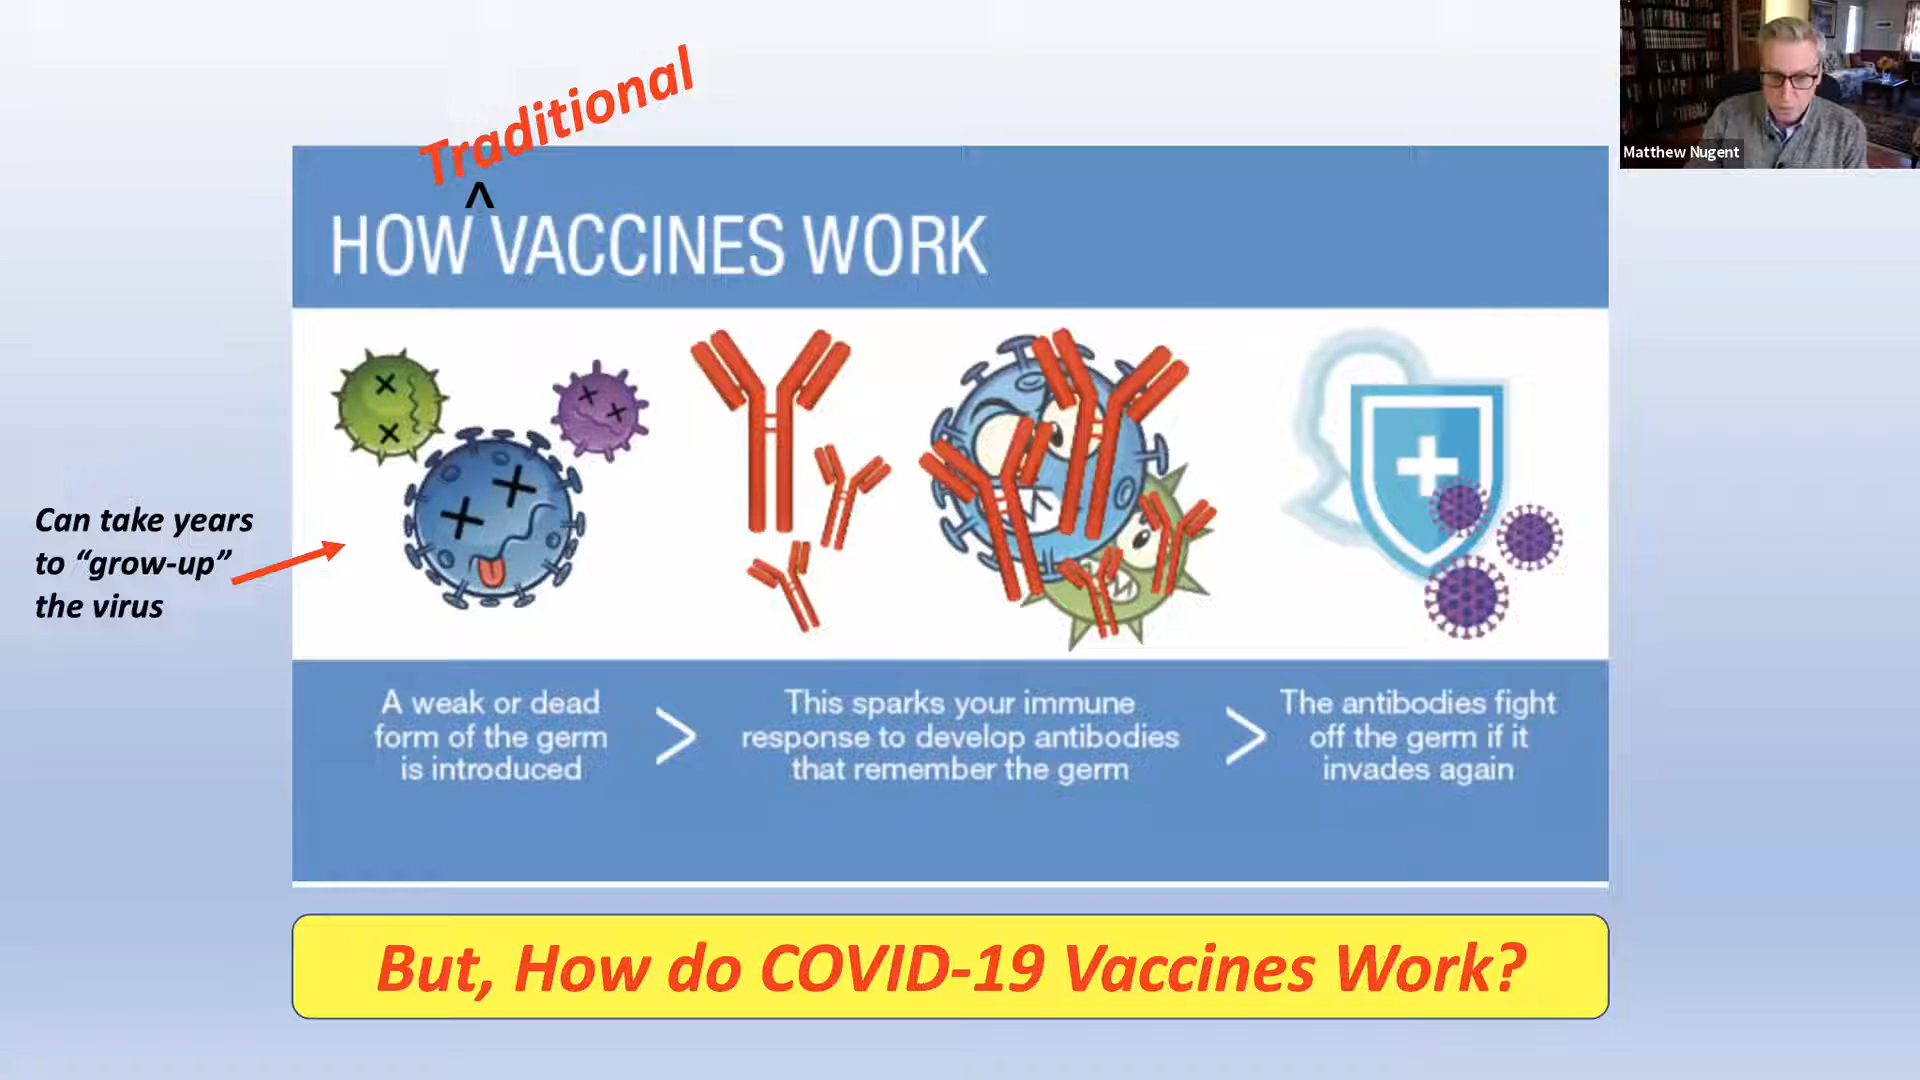 Traditional
^
HOW VACCINES WORK
Matthew Nugent
Can take years
to “grow-up”
the virus
A weak or dead
form of the germ
is introduced
>
This sparks your immune
response to develop antibodies
that remember the germ
>
The antibodies fight
off the germ if it
invades again
But, How do COVID-19 Vaccines Work?